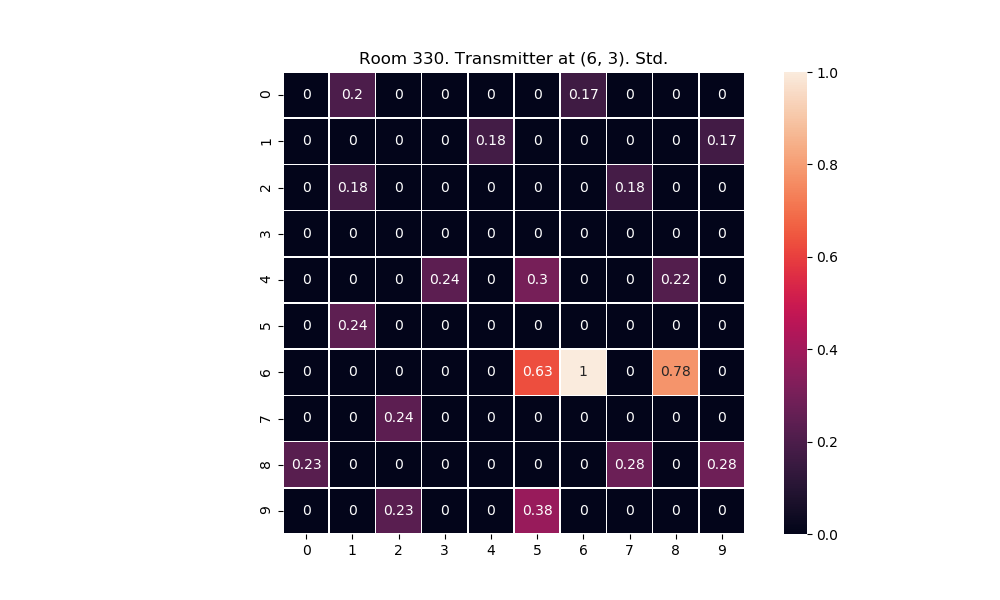 Room 330. Transmitter at (6, 3). Std.
0 0 0.2 0 0 0 0 0.17 0 0 0
1 0 0 0 0 0.18 0 0 0 0 0.17
2 0 0.18 0 0 0 0 0 0.18 0 0
3 0 0 0 0 0 0 0 0 0 0
4 0 0 0 0.24 0 0.3 0 0 0.22 0
5 0 0.24 0 0 0 0 0 0 0 0
6 0 0 0 0 0 0.63 1 0 0.78 0
7 0 0 0.24 0 0 0 0 0 0 0
8 0.23 0 0 0 0 0 0 0.28 0 0.28
9 0 0 0.23 0 0 0.38 0 0 0 0
0 1 2 3 4 5 6 7 8 9
1.0
0.8
0.6
0.4
0.2
0.0